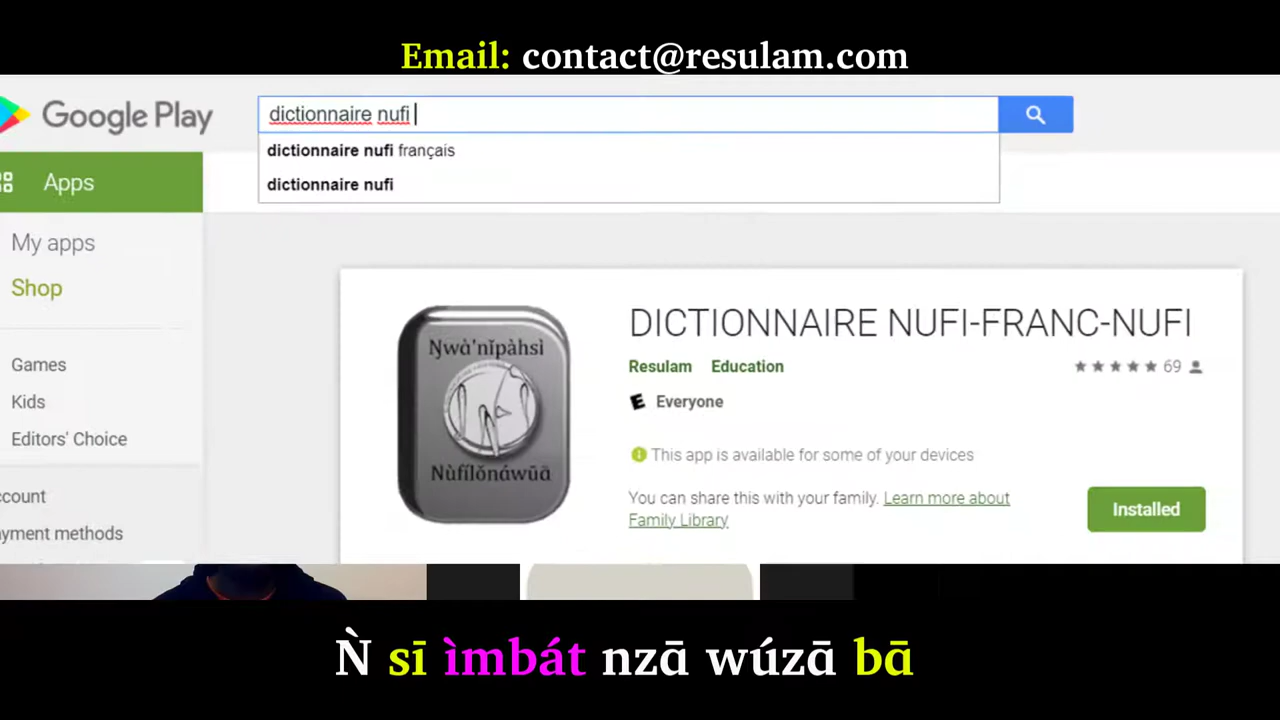 Email: contact@resulam.com
Google Play
dictionnaire nufi
dictionnaire nufi français
dictionnaire nufi
Apps
My apps
Shop
Games
Kids
Editors' Choice
ccount
yment methods
DICTIONNAIRE NUFI-FRANC-NUFI
Ŋwà'nǐpàhsì
Nùfílǒnáwūā
Resulam Education
69
E Everyone
This app is available for some of your devices
You can share this with your family. Learn more about
Family Library
Installed
Ǹ sī ìmbát nzā wúzā bā